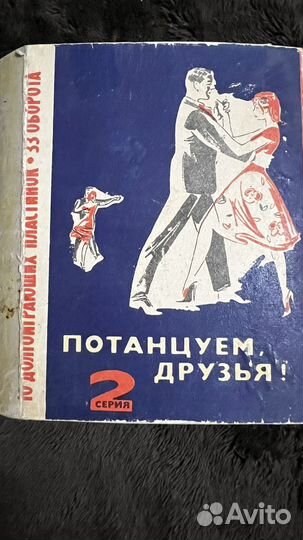 10 ДОЛГОИГРАЮЩИХ ПЛАСТИНОК • 33 ОБОРОТА
ПОТАНЦУЕМ,
ДРУЗЬЯ!
2
СЕРИЯ
Avito